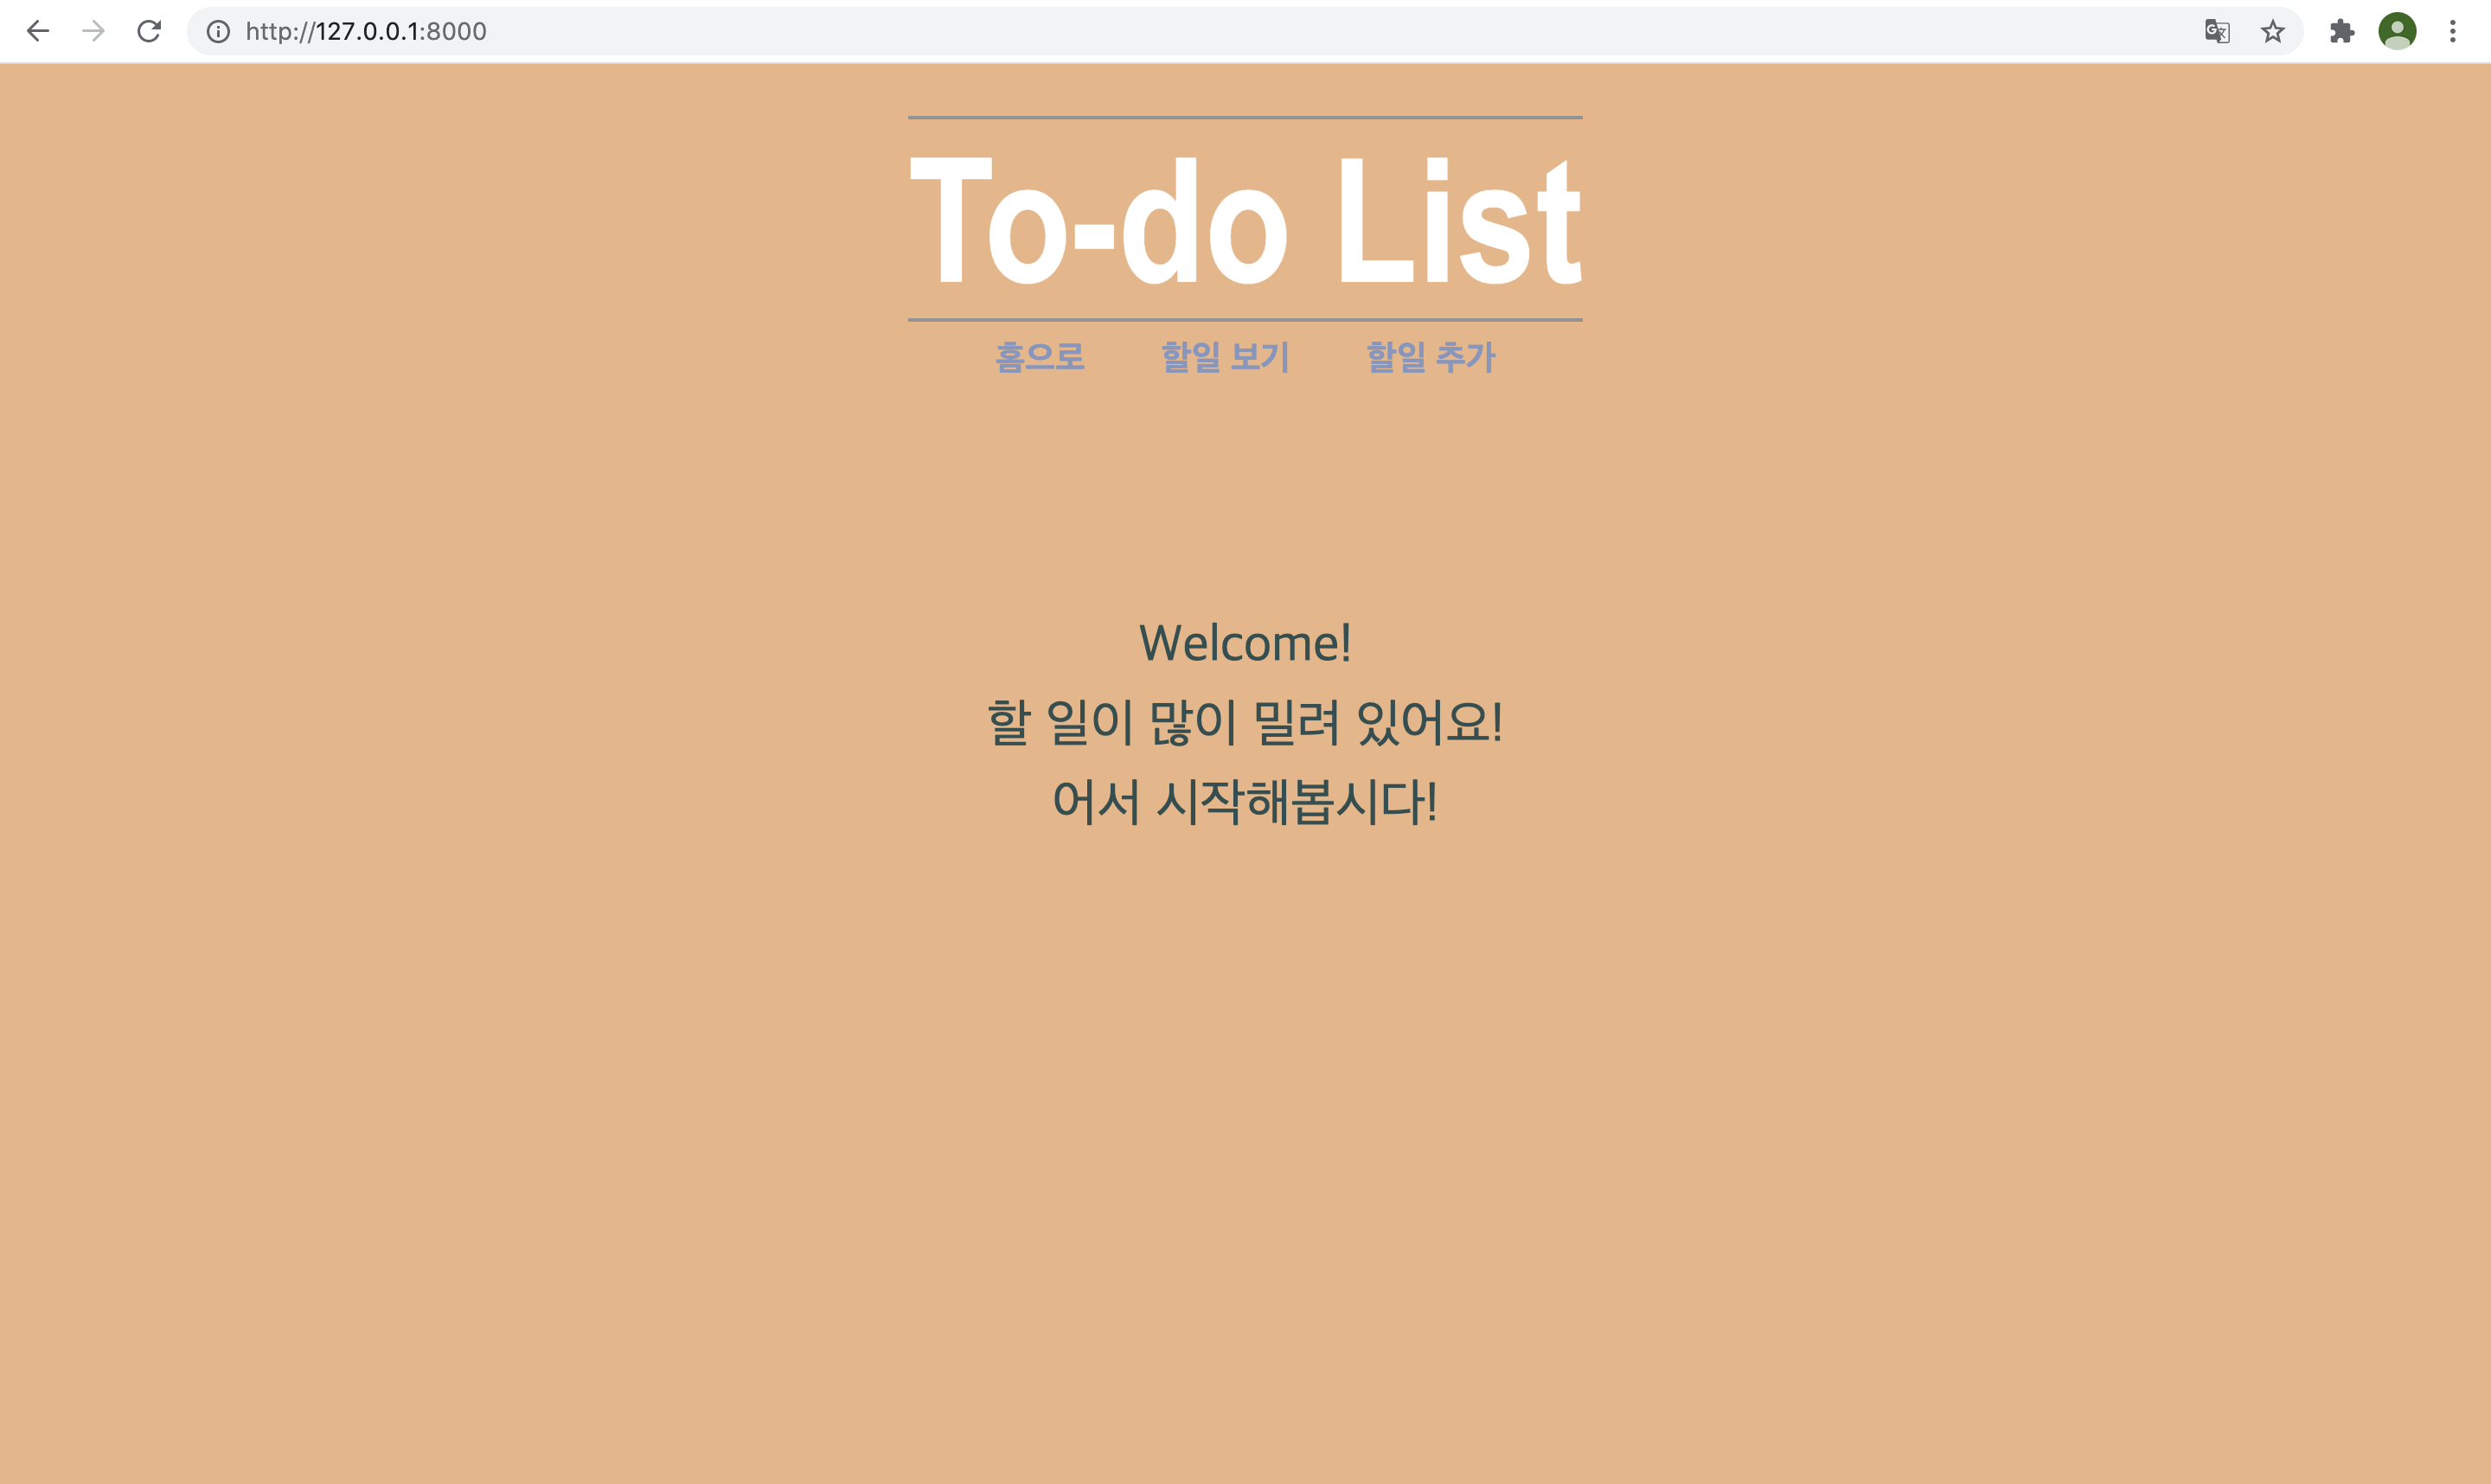 http://127.0.0.1:8000
To-do List
홈으로 할일 보기 할일 추가
Welcome!
할 일이 많이 밀려 있어요!
어서 시작해봅시다!